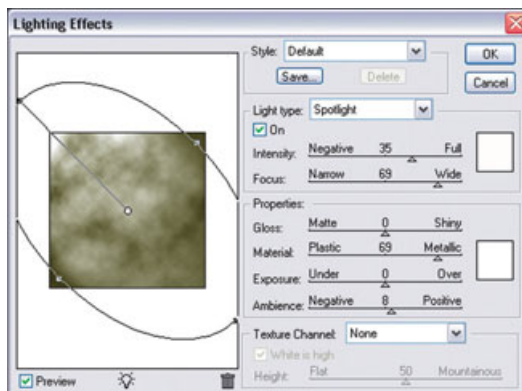 Lighting Effects
Style: Default
OK
Save...
Delete
Cancel
Light type: Spotlight
On
Intensity: Negative 35 Full
Focus: Narrow 69 Wide
Properties:
Gloss: Matte 0 Shiny
Material: Plastic 69 Metallic
Exposure: Under 0 Over
Ambience: Negative 8 Positive
Texture Channel: None
White is high
Height: Flat 50 Mountainous
Preview